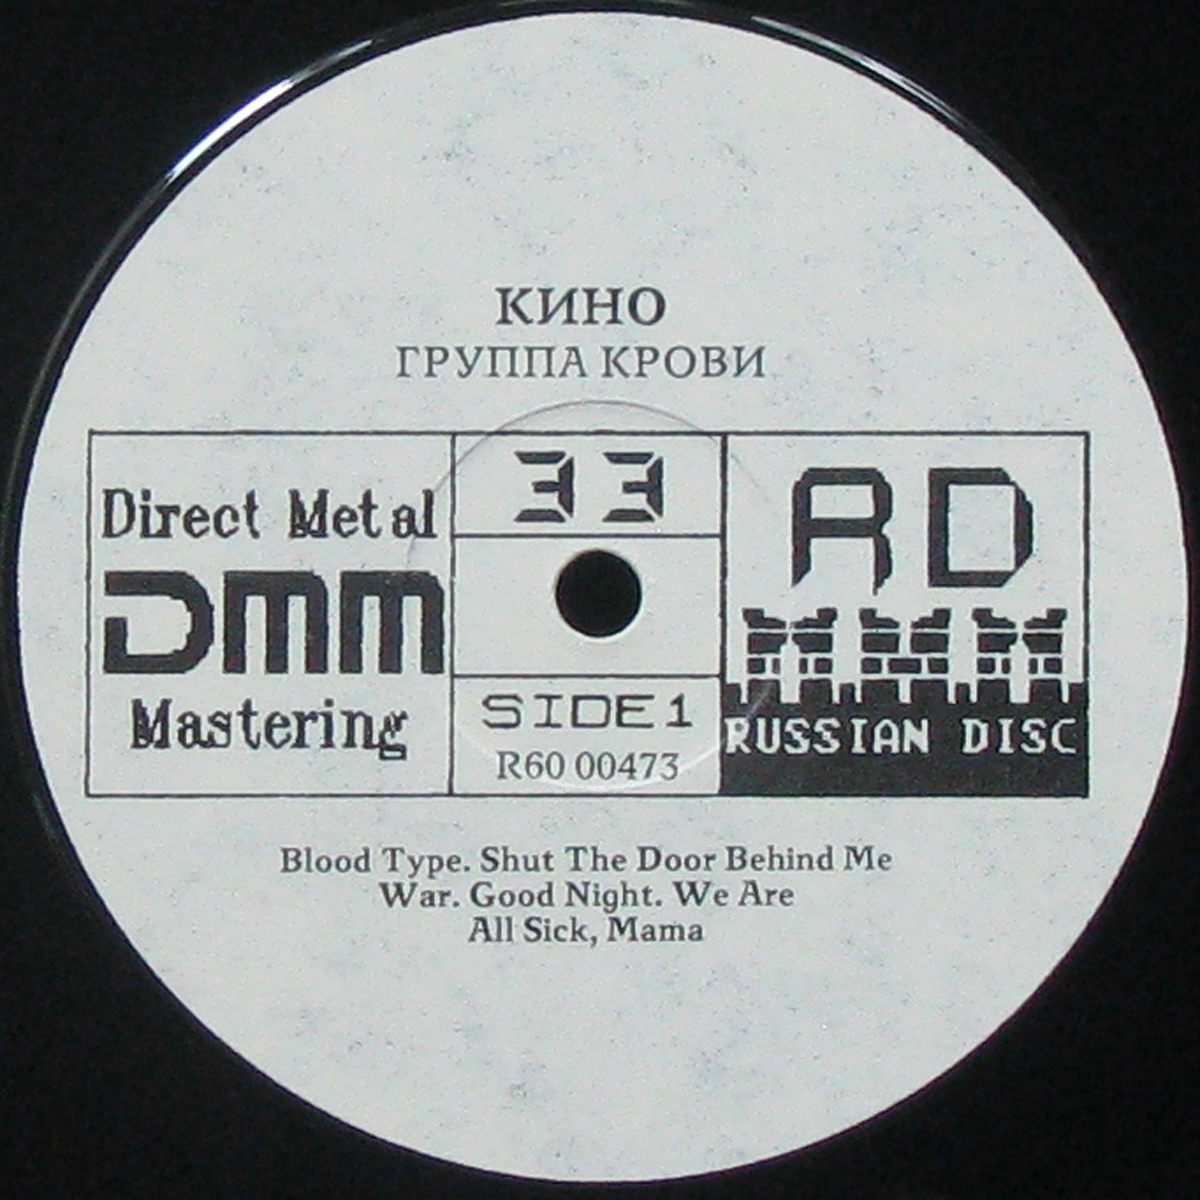 КИНО
ГРУППА КРОВИ
Direct Metal
DMM
Mastering
33
SIDE 1
R60 00473
RD
RUSSIAN DISC
Blood Type. Shut The Door Behind Me
War. Good Night. We Are
All Sick, Mama